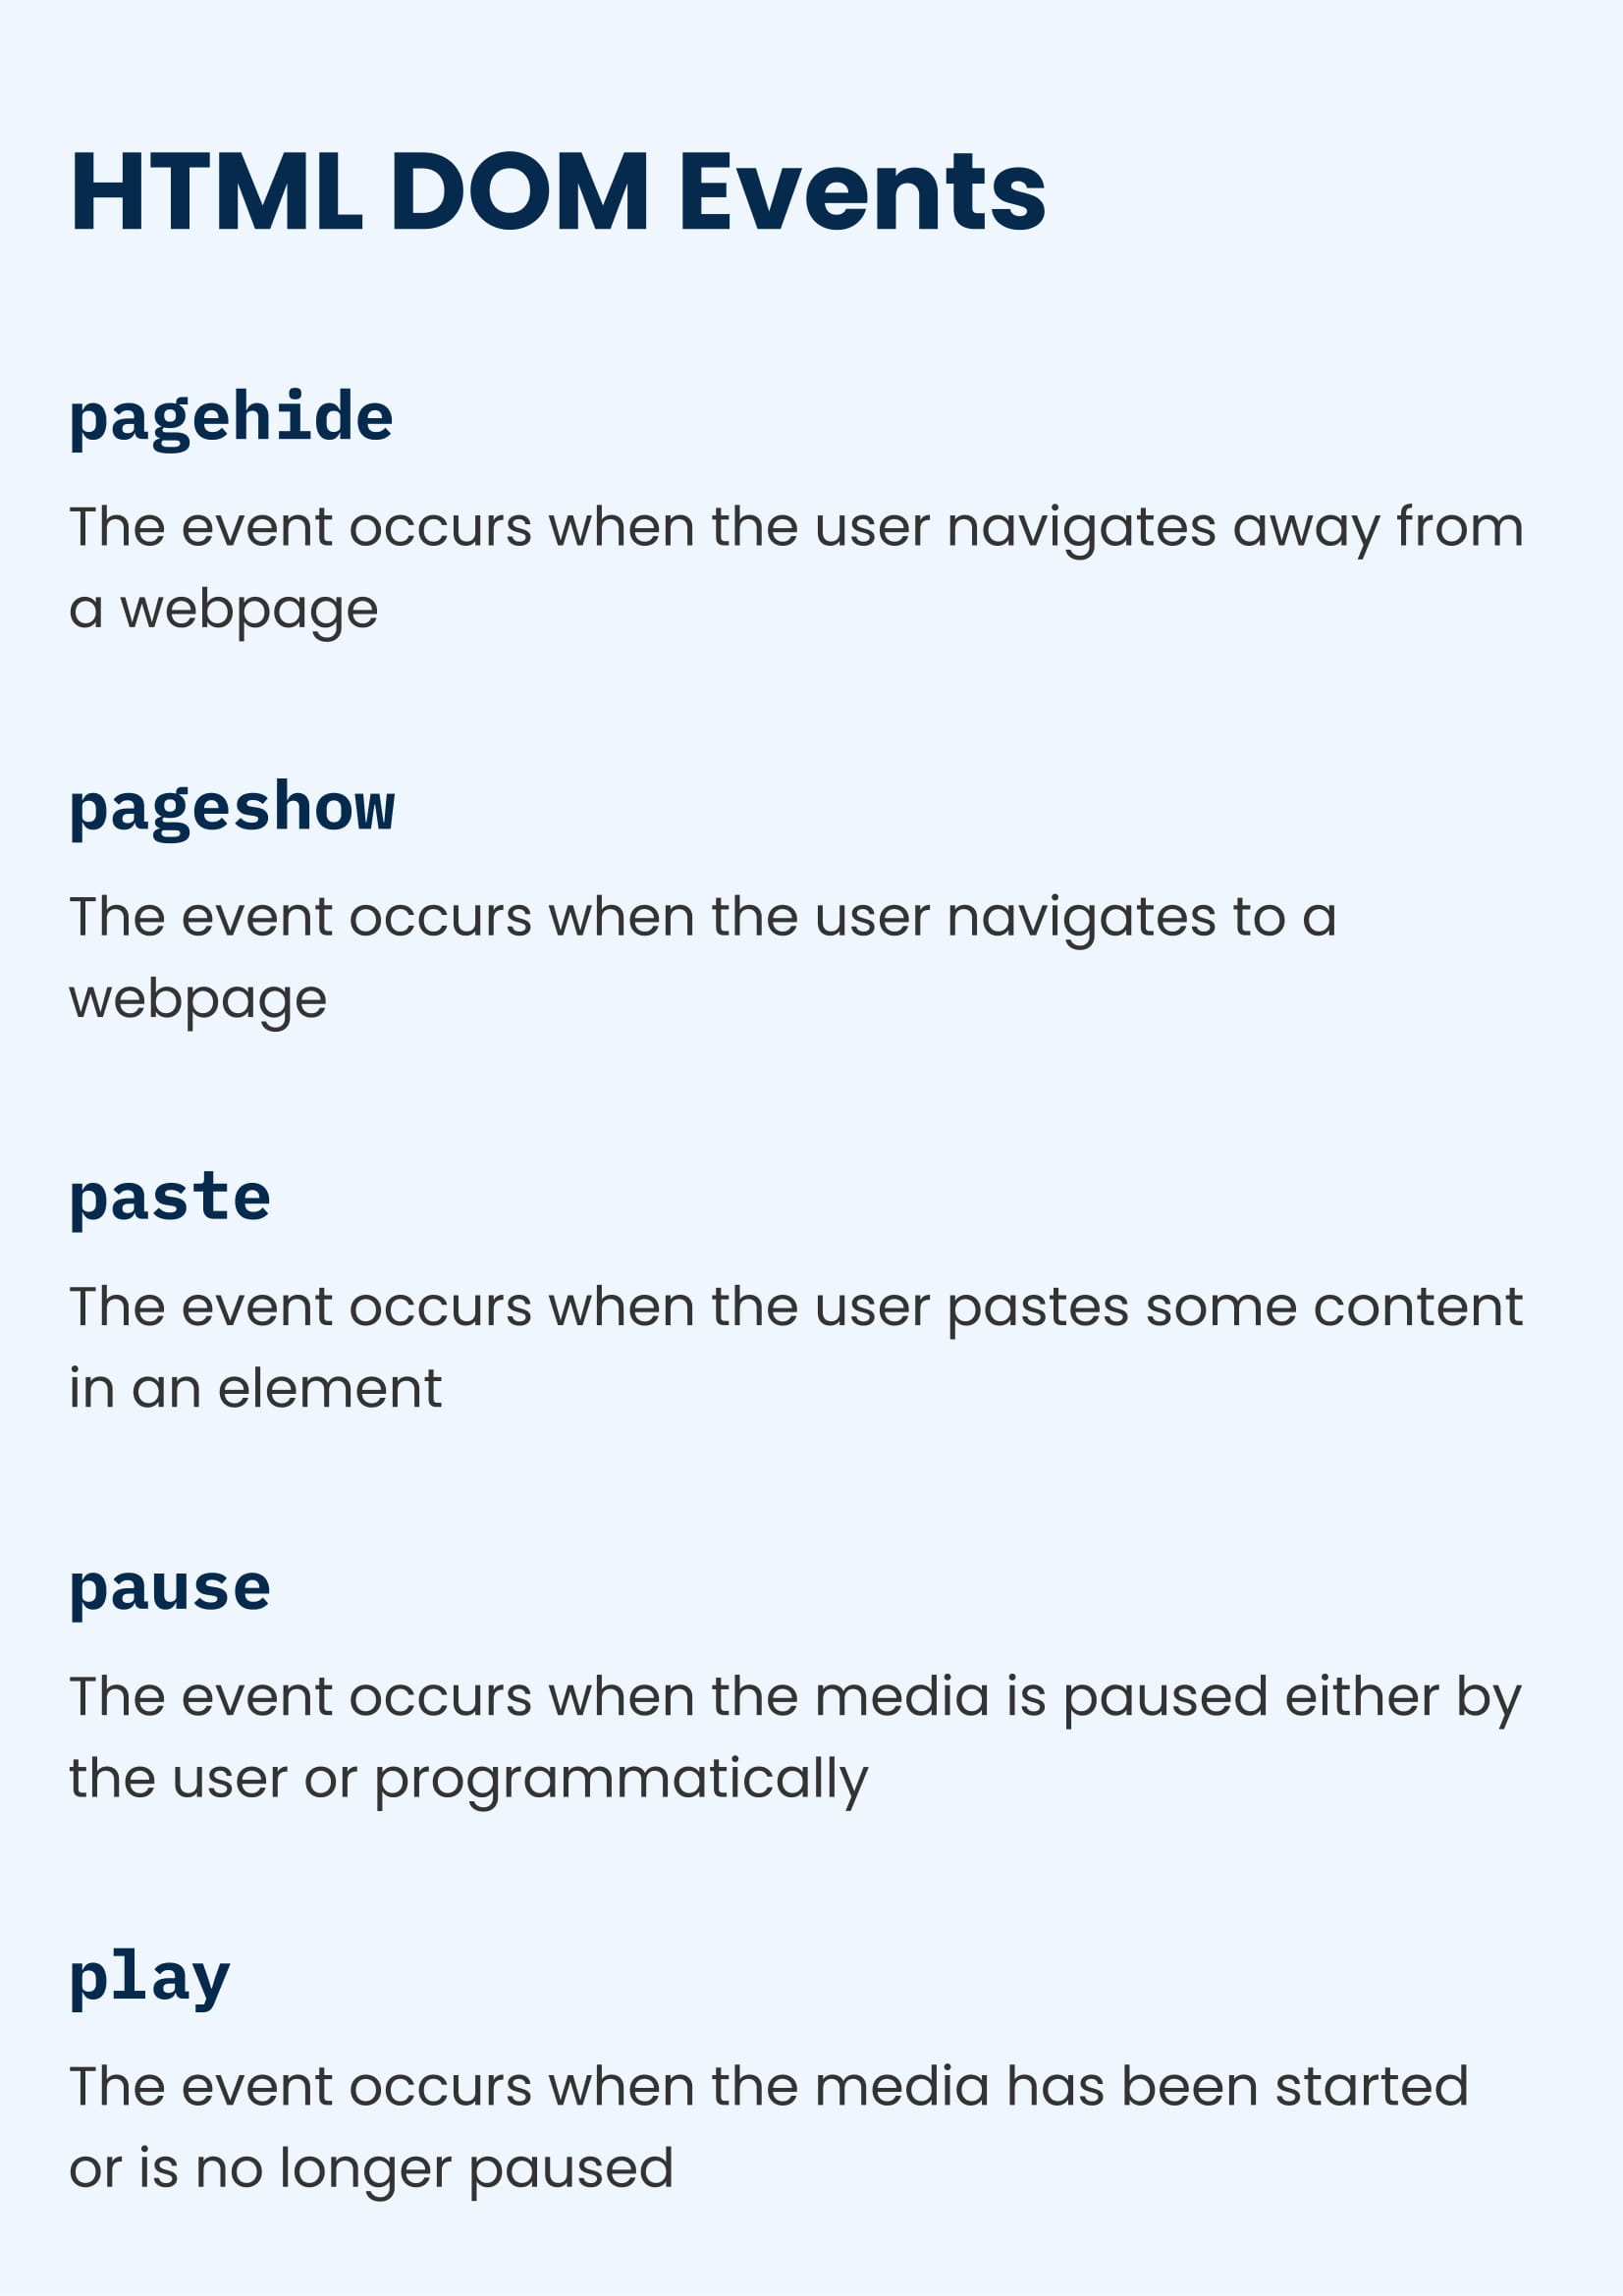 HTML DOM Events
pagehide
The event occurs when the user navigates away from
a webpage
pageshow
The event occurs when the user navigates to a
webpage
paste
The event occurs when the user pastes some content
in an element
pause
The event occurs when the media is paused either by
the user or programmatically
play
The event occurs when the media has been started
or is no longer paused